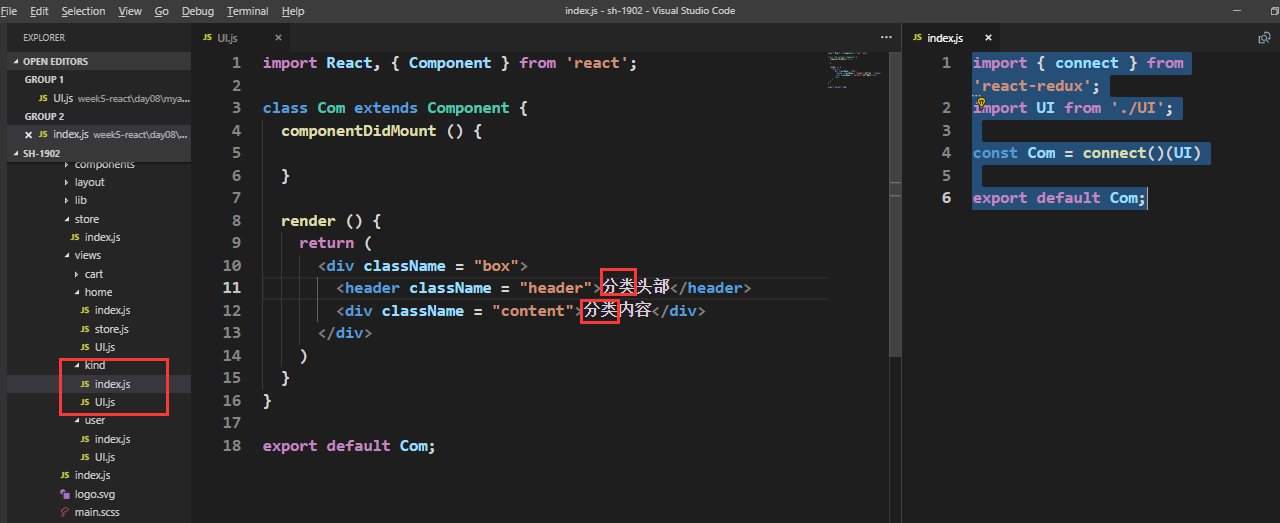 File Edit Selection View Go Debug Terminal Help
index.js - sh-1902 - Visual Studio Code
EXPLORER
OPEN EDITORS
GROUP 1
JS UI.js week5-react\day08\mya...
GROUP 2
JS index.js week5-react\day08\...
SH-1902
components
layout
lib
store
JS index.js
views
cart
home
JS index.js
JS store.js
JS UI.js
kind
JS index.js
JS UI.js
user
JS index.js
JS UI.js
JS index.js
logo.svg
main.scss
JS UI.js
1 import React, { Component } from 'react';
2
3 class Com extends Component {
4 componentDidMount () {
5
6 }
7
8 render () {
9 return (
10 <div className = "box">
11 <header className = "header">分类头部</header>
12 <div className = "content">分类内容</div>
13 </div>
14 )
15 }
16 }
17
18 export default Com;
JS index.js
1 import { connect } from
'react-redux';
2 import UI from './UI';
3
4 const Com = connect()(UI)
5
6 export default Com;